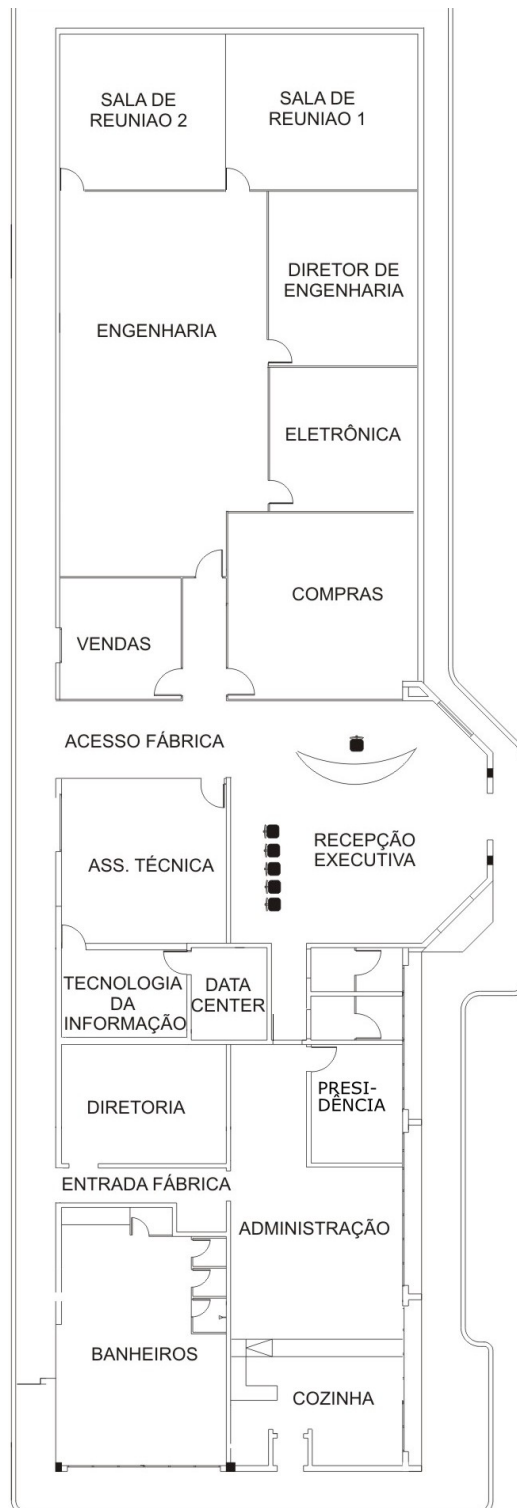 SALA DE
REUNIAO 2
SALA DE
REUNIAO 1
DIRETOR DE
ENGENHARIA
ENGENHARIA
ELETRÔNICA
COMPRAS
VENDAS
ACESSO FÁBRICA
RECEPÇÃO
EXECUTIVA
ASS. TÉCNICA
TECNOLOGIA
DA
INFORMAÇÃO
DATA
CENTER
PRESI-
DÊNCIA
DIRETORIA
ENTRADA FÁBRICA
ADMINISTRAÇÃO
BANHEIROS
COZINHA